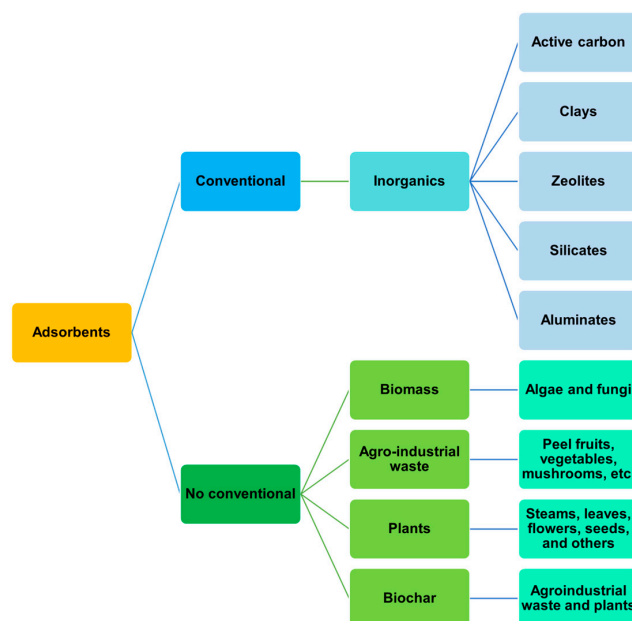 Active carbon
Clays
Conventional
Inorganics
Zeolites
Silicates
Adsorbents
Aluminates
Biomass
Algae and fungi
Agro-industrial
waste
Peel fruits,
vegetables,
mushrooms, etc
No conventional
Plants
Steams, leaves,
flowers, seeds,
and others
Biochar
Agroindustrial
waste and plants